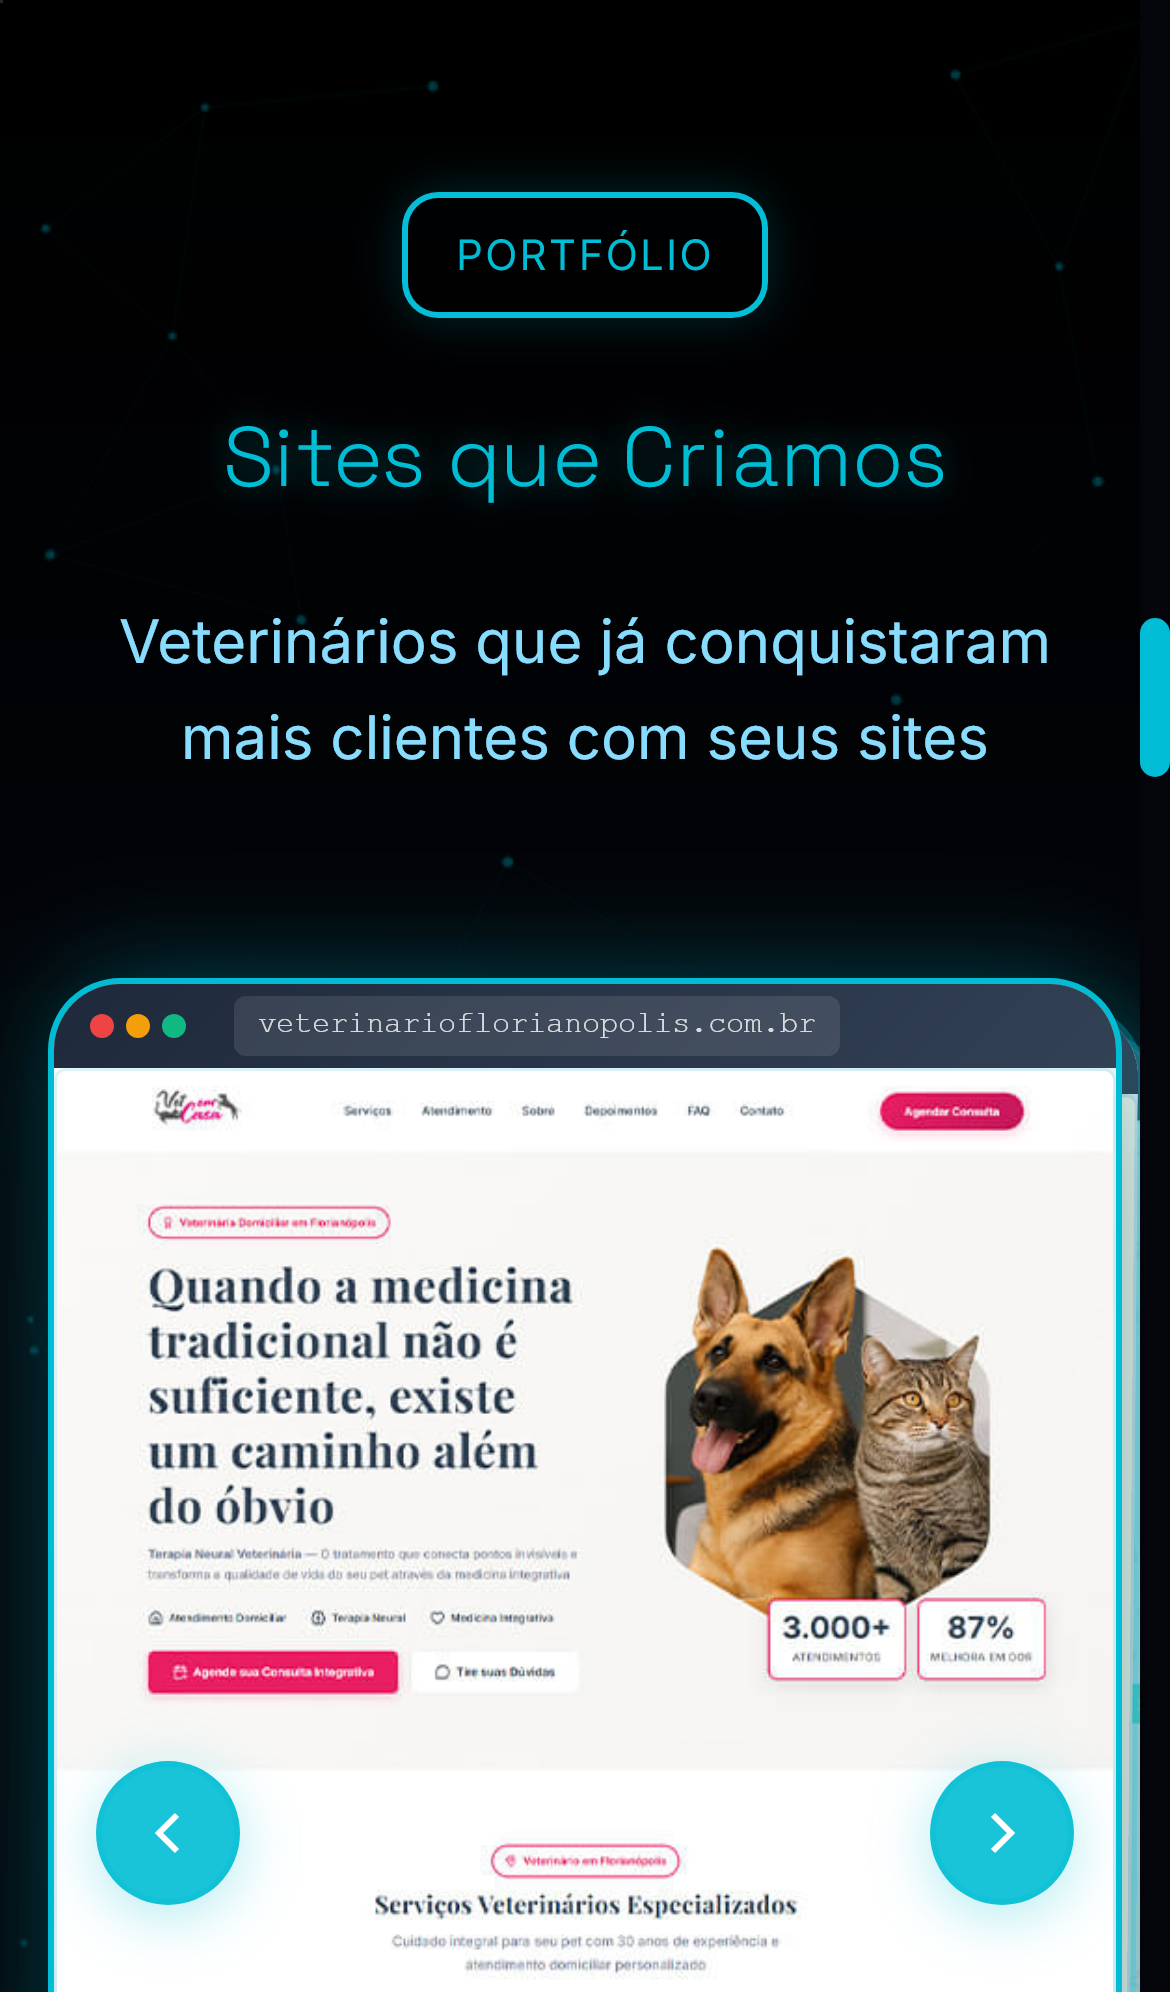 PORTFÓLIO
Sites que Criamos
Veterinários que já conquistaram
mais clientes com seus sites
veterinarioflorianopolis.com.br
Vet em Casa
Serviços Atendimento Sobre Depoimentos FAQ Contato Agendar Consulta
Veterinária Domiciliar em Florianópolis
Quando a medicina
tradicional não é
suficiente, existe
um caminho além
do óbvio
Terapia Neural Veterinária — O tratamento que conecta pontos invisíveis e
transforma a qualidade de vida do seu pet através da medicina integrativa
Atendimento Domiciliar Terapia Neural Medicina Integrativa
Agende sua Consulta Integrativa Tire suas Dúvidas
3.000+ 87%
ATENDIMENTOS MELHORA EM DOR
Veterinário em Florianópolis
Serviços Veterinários Especializados
Cuidado integral para seu pet com 30 anos de experiência e
atendimento domiciliar personalizado